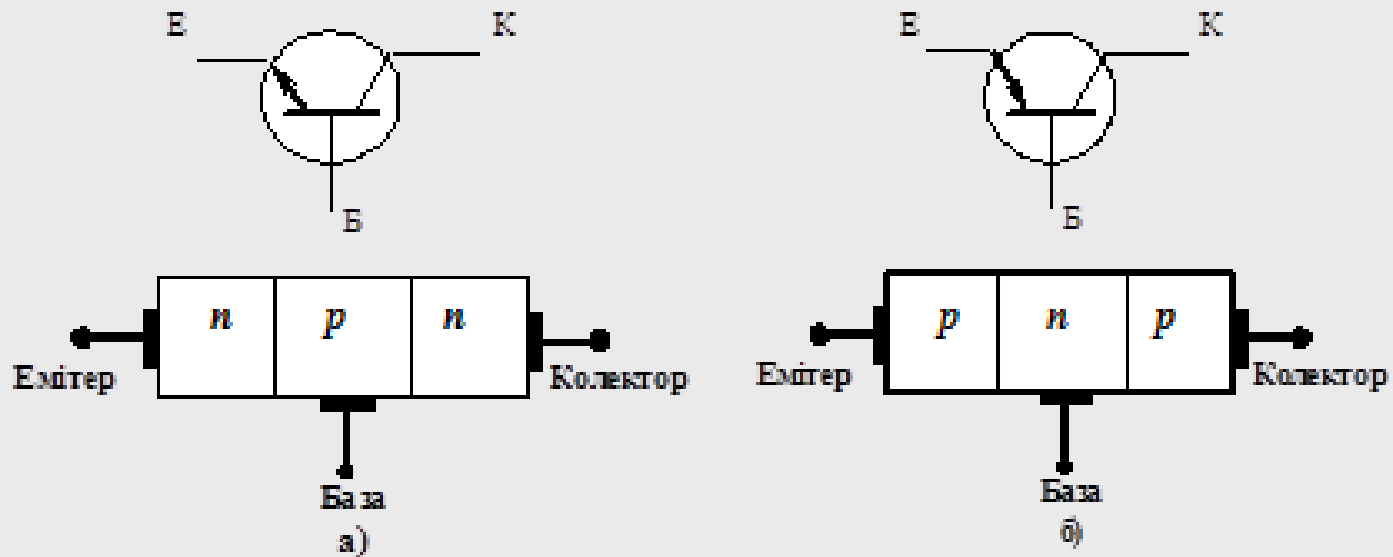 Е К Е К
Б Б
n p n p n p
Емітер Колектор Емітер Колектор
База База
а) б)